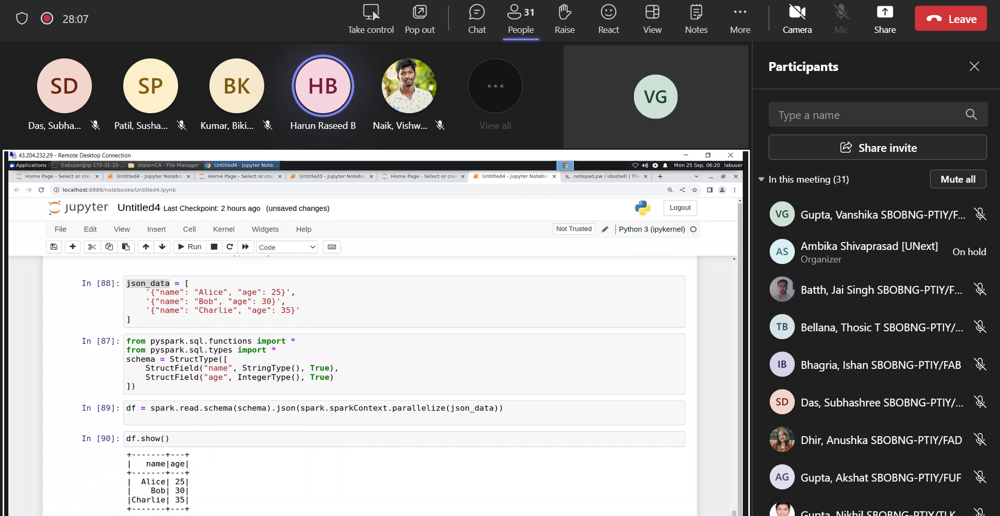 28:07
Take control
Pop out
Chat
31
People
Raise
React
View
Notes
More
Camera
Mic
Share
Leave
SD
SP
BK
HB
Das, Subha...
Patil, Susha...
Kumar, Biki...
Harun Raseed B
Naik, Vishw...
View all
VG
43.204.232.29 - Remote Desktop Connection
Applications
[labuser@ip-172-31-15-...
state=CA - File Manager
Untitled4 - Jupyter Note...
Mon 25 Sep, 06:20 labuser
Home Page - Select or crea
Untitled4 - Jupyter Notebo
Home Page - Select or crea
Untitled3 - Jupyter Notebo
Home Page - Select or crea
Untitled4 - Jupyter Notebo
notepad.pw / idashell | The
localhost:8888/notebooks/Untitled4.ipynb
jupyter Untitled4 Last Checkpoint: 2 hours ago (unsaved changes)
Logout
File Edit View Insert Cell Kernel Widgets Help
Not Trusted
Python 3 (ipykernel)
Run
Code
In [88]: json_data = [
'{"name": "Alice", "age": 25}',
'{"name": "Bob", "age": 30}',
'{"name": "Charlie", "age": 35}'
]
In [87]: from pyspark.sql.functions import *
from pyspark.sql.types import *
schema = StructType([
StructField("name", StringType(), True),
StructField("age", IntegerType(), True)
])
In [89]: df = spark.read.schema(schema).json(spark.sparkContext.parallelize(json_data))
In [90]: df.show()
+-------+---+
|   name|age|
+-------+---+
|  Alice| 25|
|    Bob| 30|
|Charlie| 35|
+-------+---+
Participants
Type a name
Share invite
In this meeting (31)
Mute all
VG Gupta, Vanshika SBOBNG-PTIY/F...
AS Ambika Shivaprasad [UNext]
Organizer
On hold
Batth, Jai Singh SBOBNG-PTIY/F...
TB Bellana, Thosic T SBOBNG-PTIY/...
IB Bhagria, Ishan SBOBNG-PTIY/FAB
SD Das, Subhashree SBOBNG-PTIY/...
Dhir, Anushka SBOBNG-PTIY/FAD
AG Gupta, Akshat SBOBNG-PTIY/FUF
Gupta, Nikhil SBOBNG-PTIY/TLK